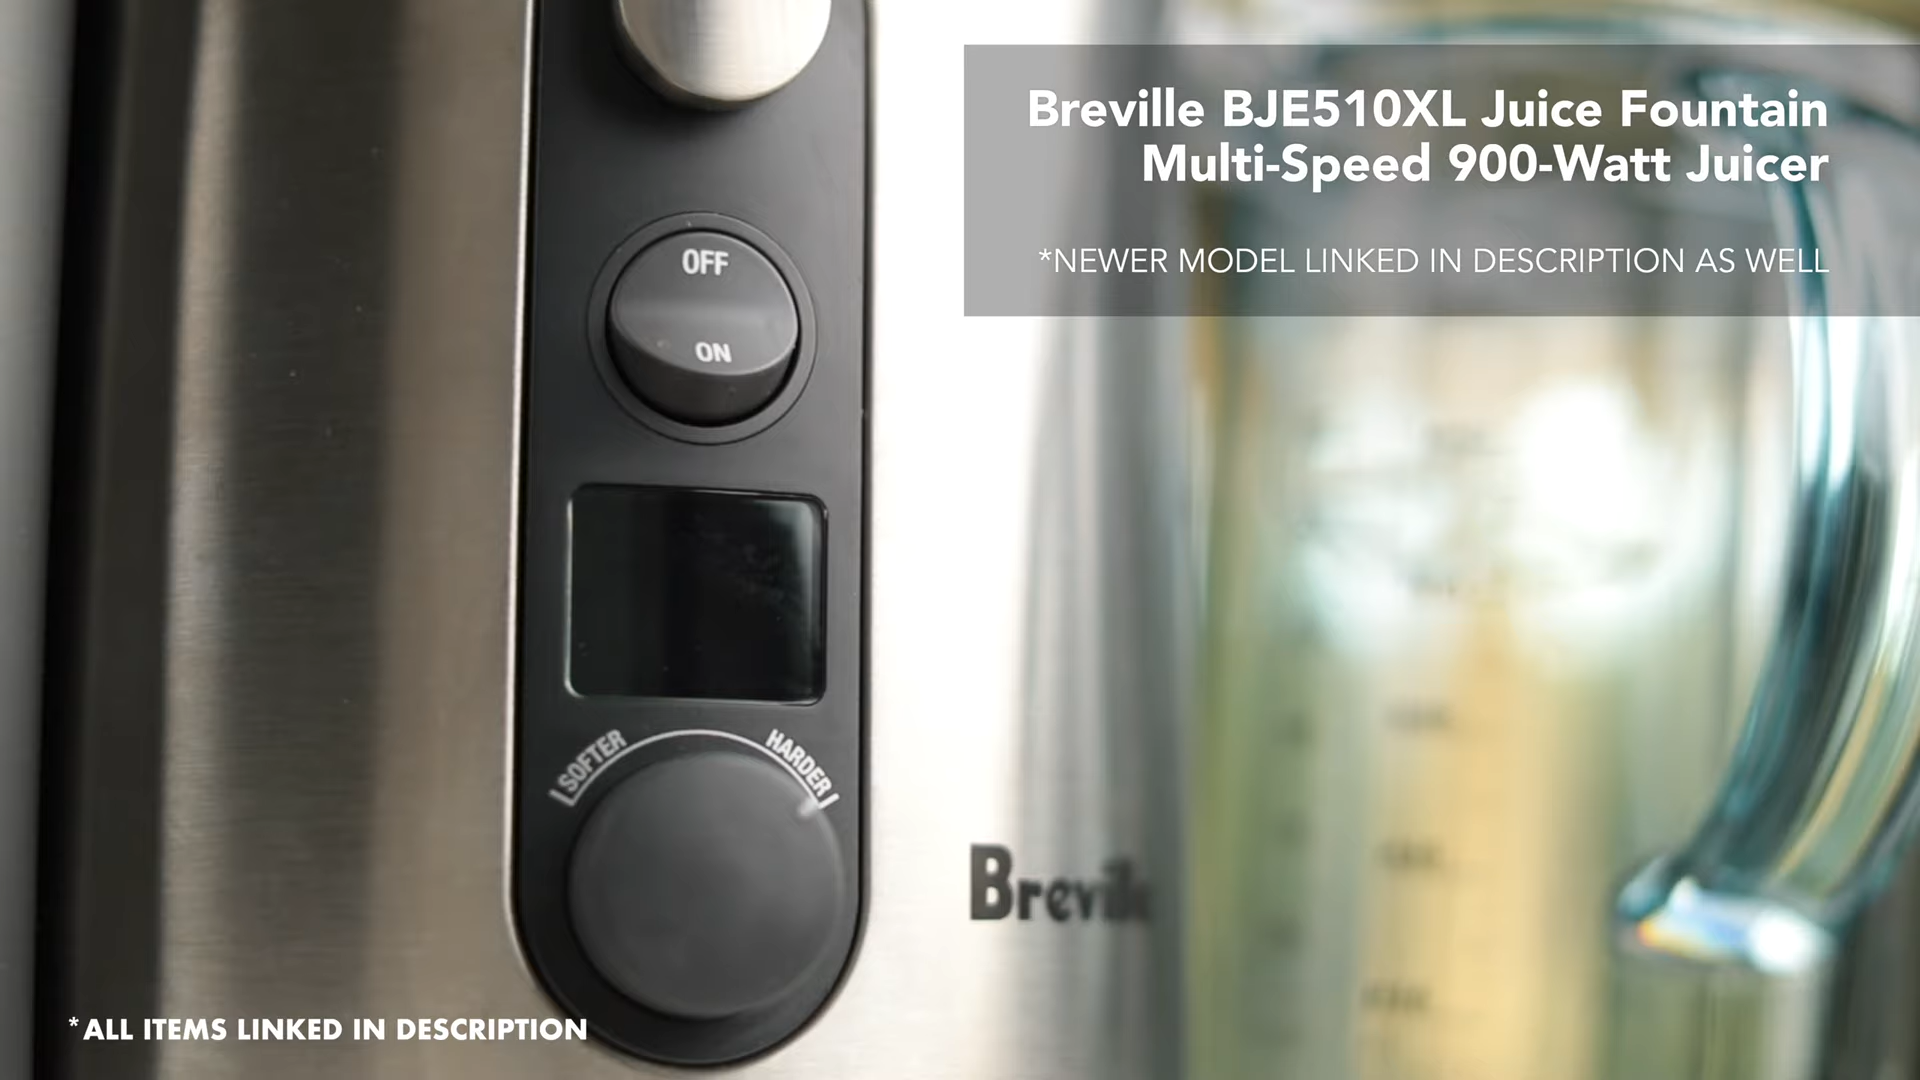 Breville BJE510XL Juice Fountain
Multi-Speed 900-Watt Juicer
*NEWER MODEL LINKED IN DESCRIPTION AS WELL
OFF
ON
SOFTER
HARDER
Breville
*ALL ITEMS LINKED IN DESCRIPTION